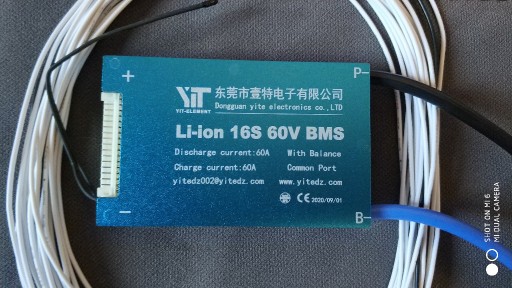 +
P-
YiT
YIT-ELEMENT
东莞市壹特电子有限公司
Dongguan yite electronics co.,LTD
Li-ion 16S 60V BMS
Discharge current:60A
With Balance
Charge current:60A
Common Port
yitedz002@yitedz.com
www.yitedz.com
CE 2020/09/01
-
B-
SHOT ON MI 6
MI DUAL CAMERA